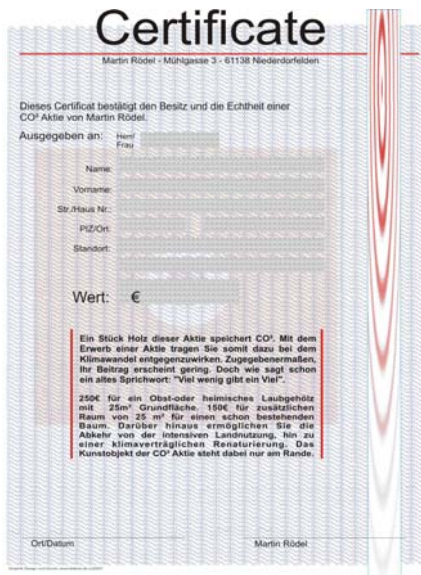 Certificate
Martin Rödel - Mühlgasse 3 - 61138 Niederdorfelden
Dieses Certificat bestätigt den Besitz und die Echtheit einer
CO² Aktie von Martin Rödel.
Ausgegeben an: Herr/
Frau
Name:
Vorname:
Str./Haus Nr.:
PlZ/Ort:
Standort:
Wert: €
Ein Stück Holz dieser Aktie speichert CO². Mit dem
Erwerb einer Aktie tragen Sie somit dazu bei dem
Klimawandel entgegenzuwirken. Zugegebenermaßen,
Ihr Beitrag erscheint gering. Doch wie sagt schon
ein altes Sprichwort: "Viel wenig gibt ein Viel".
250€ für ein Obst-oder heimisches Laubgehölz
mit 25m² Grundfläche. 150€ für zusätzlichen
Raum von 25 m² für einen schon bestehenden
Baum. Darüber hinaus ermöglichen Sie die
Abkehr von der intensiven Landnutzung, hin zu
einer klimaverträglichen Renaturierung. Das
Kunstobjekt der CO² Aktie steht dabei nur am Rande.
Ort/Datum
Martin Rödel